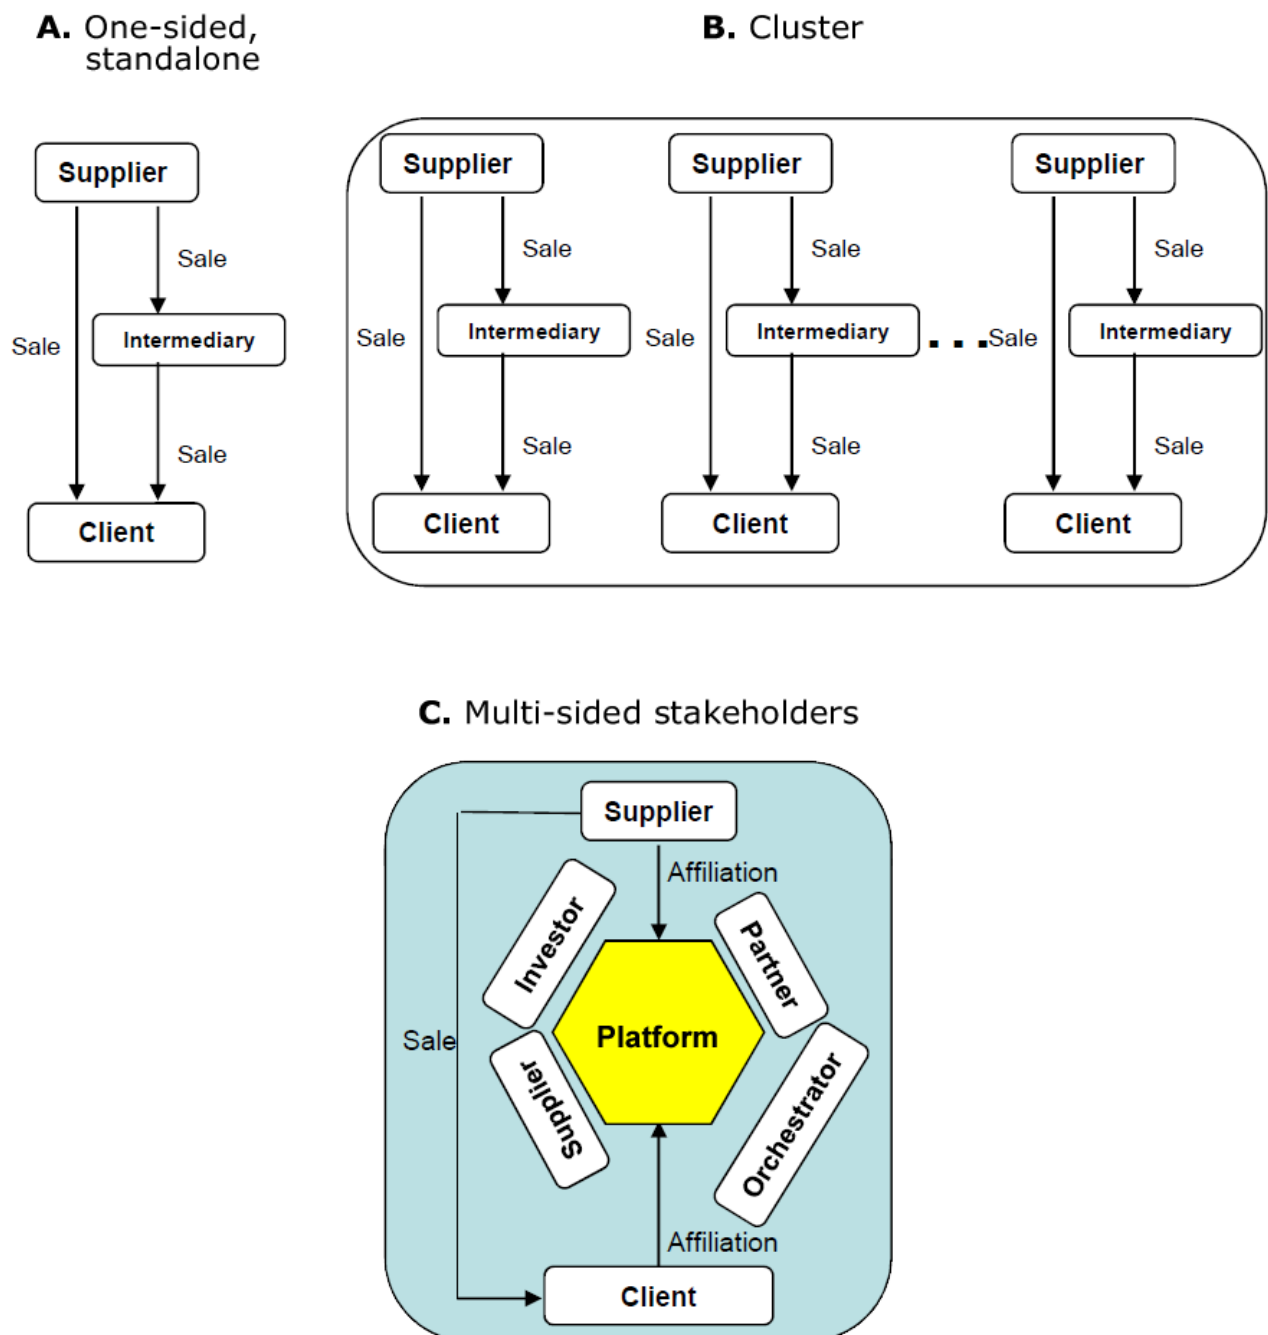 A. One-sided,
standalone
B. Cluster
Supplier
Sale
Intermediary
Sale
Sale
Client
Supplier
Sale
Intermediary
Sale
Sale
Client
Supplier
Sale
Intermediary
Sale
Sale
Client
...
Supplier
Sale
Intermediary
Sale
Sale
Client
C. Multi-sided stakeholders
Supplier
Affiliation
Investor
Partner
Platform
Sale
Supplier
Orchestrator
Affiliation
Client